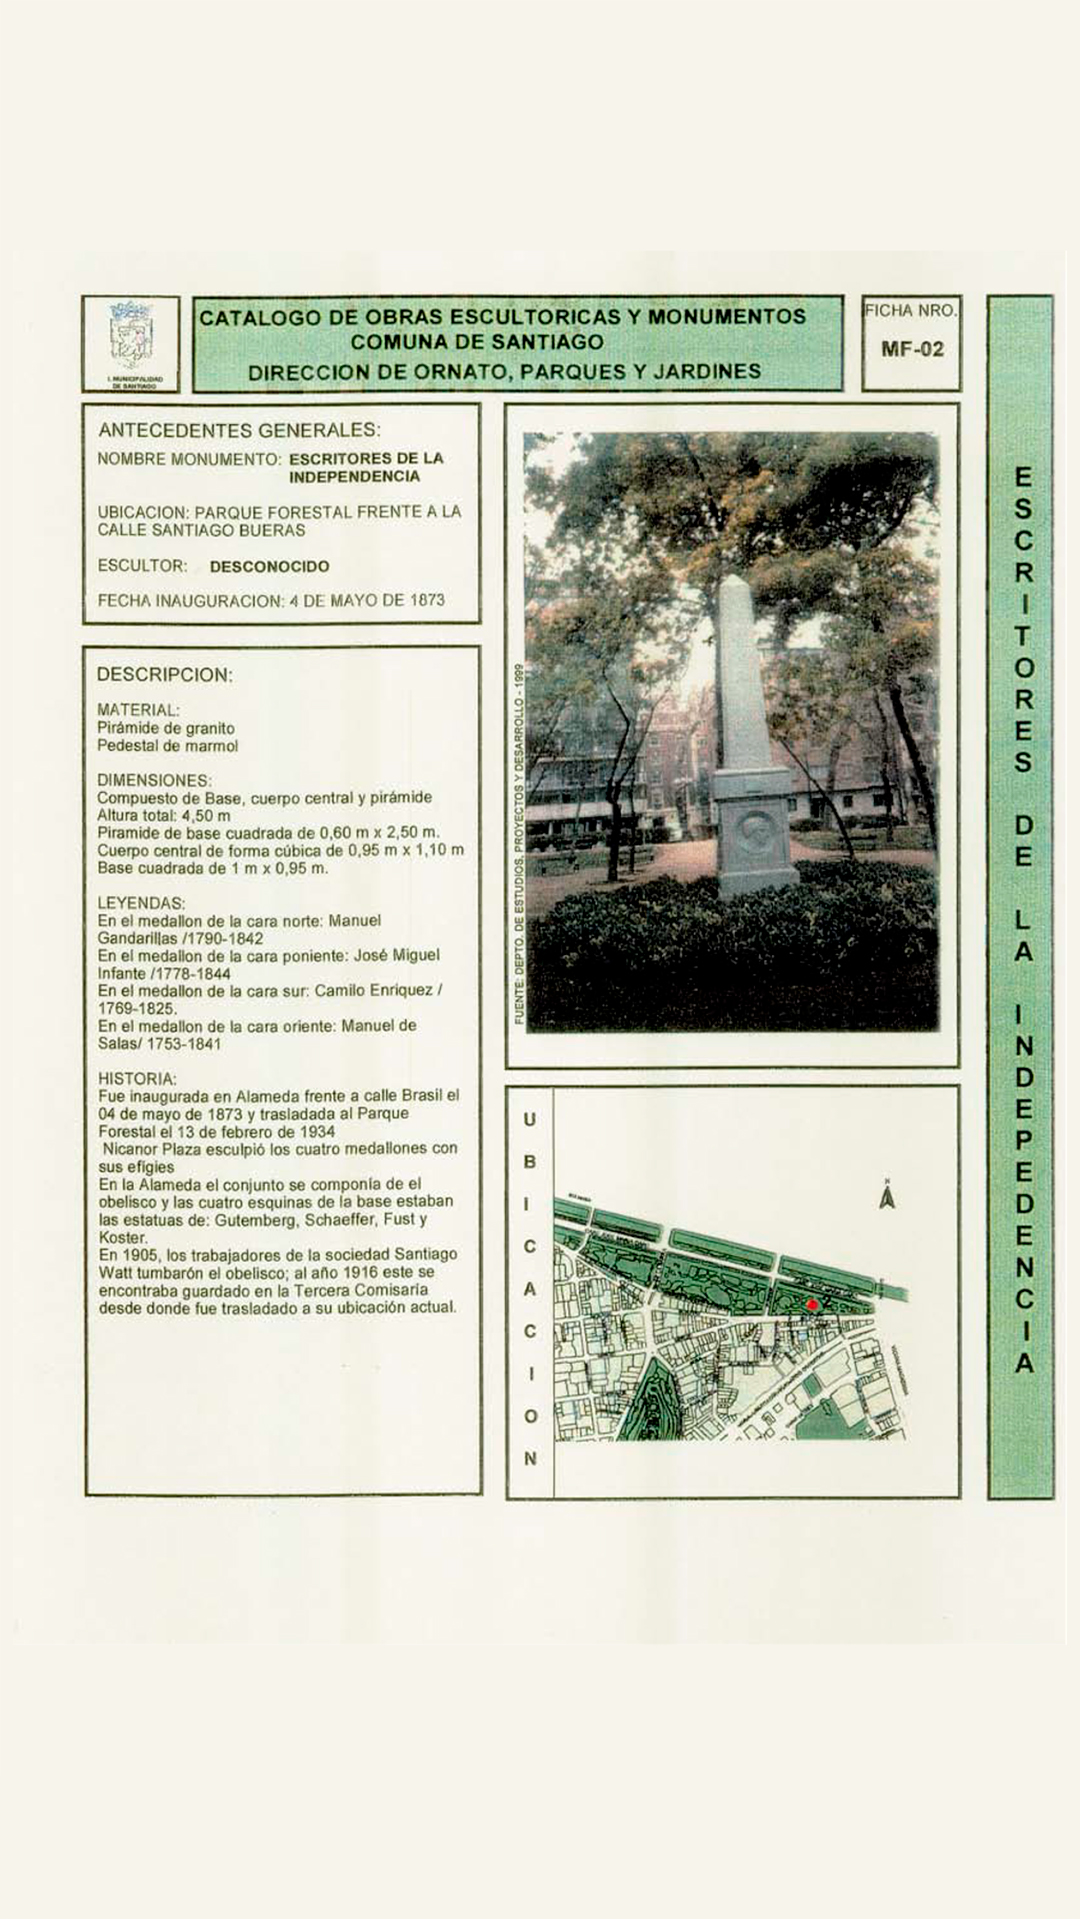 I. MUNICIPALIDAD
DE SANTIAGO
CATALOGO DE OBRAS ESCULTORICAS Y MONUMENTOS
COMUNA DE SANTIAGO
DIRECCION DE ORNATO, PARQUES Y JARDINES
FICHA NRO.
MF-02
ANTECEDENTES GENERALES:
NOMBRE MONUMENTO: ESCRITORES DE LA
INDEPENDENCIA
UBICACION: PARQUE FORESTAL FRENTE A LA
CALLE SANTIAGO BUERAS
ESCULTOR: DESCONOCIDO
FECHA INAUGURACION: 4 DE MAYO DE 1873
DESCRIPCION:
MATERIAL:
Pirámide de granito
Pedestal de marmol
DIMENSIONES:
Compuesto de Base, cuerpo central y pirámide
Altura total: 4,50 m
Piramide de base cuadrada de 0,60 m x 2,50 m.
Cuerpo central de forma cúbica de 0,95 m x 1,10 m
Base cuadrada de 1 m x 0,95 m.
LEYENDAS:
En el medallon de la cara norte: Manuel
Gandarillas /1790-1842
En el medallon de la cara poniente: José Miguel
Infante /1778-1844
En el medallon de la cara sur: Camilo Enriquez /
1769-1825.
En el medallon de la cara oriente: Manuel de
Salas/ 1753-1841
HISTORIA:
Fue inaugurada en Alameda frente a calle Brasil el
04 de mayo de 1873 y trasladada al Parque
Forestal el 13 de febrero de 1934
Nicanor Plaza esculpió los cuatro medallones con
sus efigies
En la Alameda el conjunto se componía de el
obelisco y las cuatro esquinas de la base estaban
las estatuas de: Gutemberg, Schaeffer, Fust y
Koster.
En 1905, los trabajadores de la sociedad Santiago
Watt tumbarón el obelisco; al año 1916 este se
encontraba guardado en la Tercera Comisaría
desde donde fue trasladado a su ubicación actual.
FUENTE: DEPTO. DE ESTUDIOS, PROYECTOS Y DESARROLLO - 1999
UBICACION
N
ESCRITORES DE LA INDEPEDENCIA